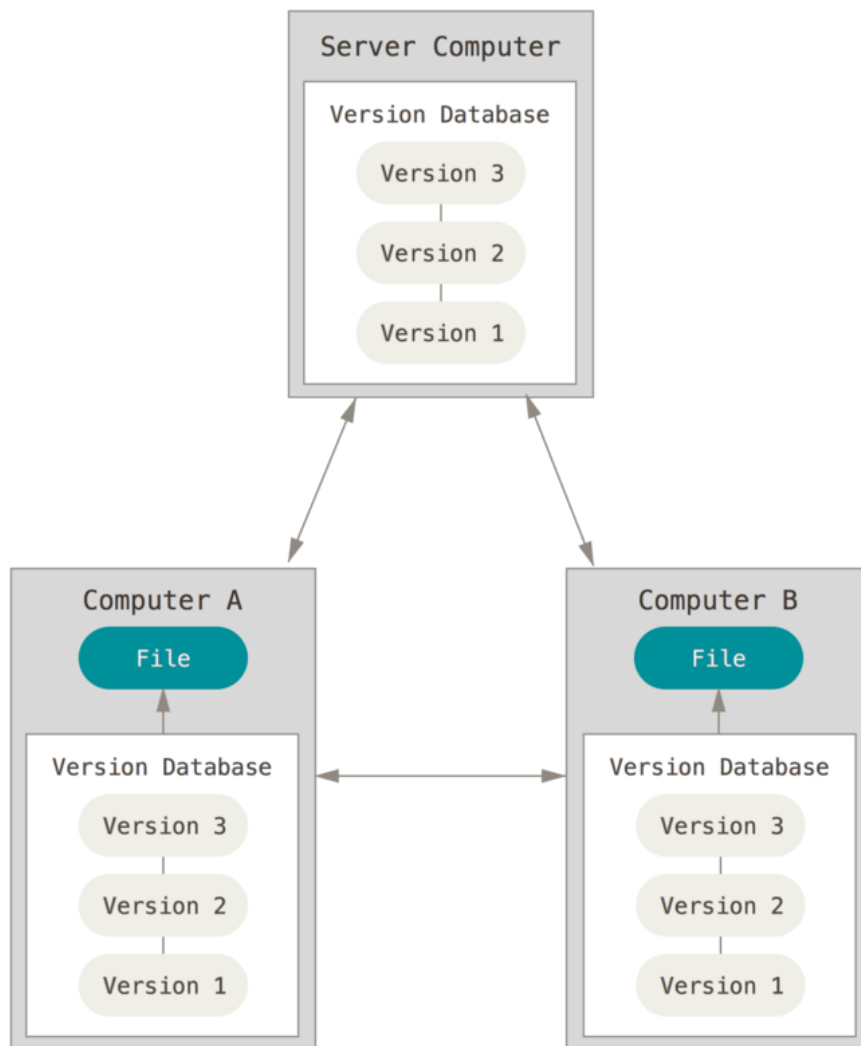 Server Computer
Version Database
Version 3
Version 2
Version 1
Computer A
File
Version Database
Version 3
Version 2
Version 1
Computer B
File
Version Database
Version 3
Version 2
Version 1